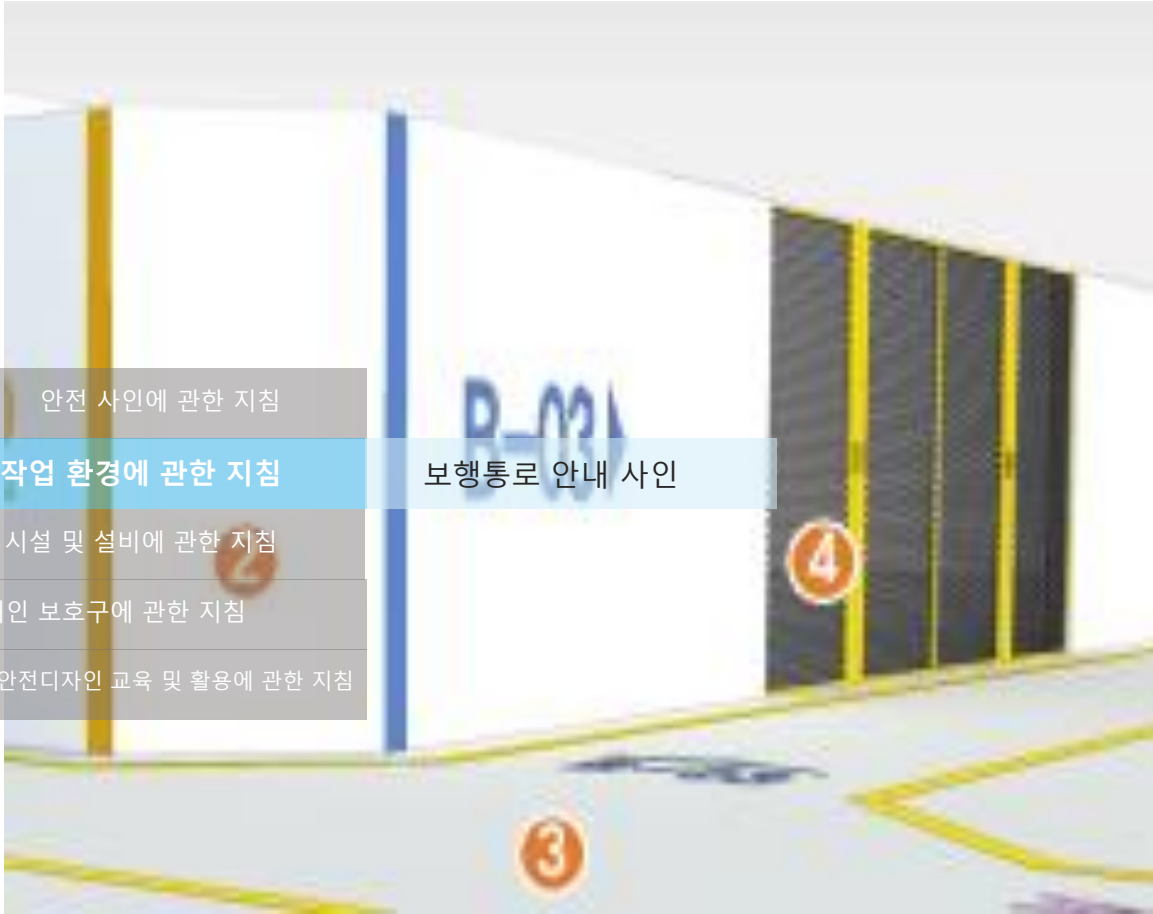 안전 사인에 관한 지침
작업 환경에 관한 지침
보행통로 안내 사인
B-03
시설 및 설비에 관한 지침
2
4
인 보호구에 관한 지침
안전디자인 교육 및 활용에 관한 지침
3